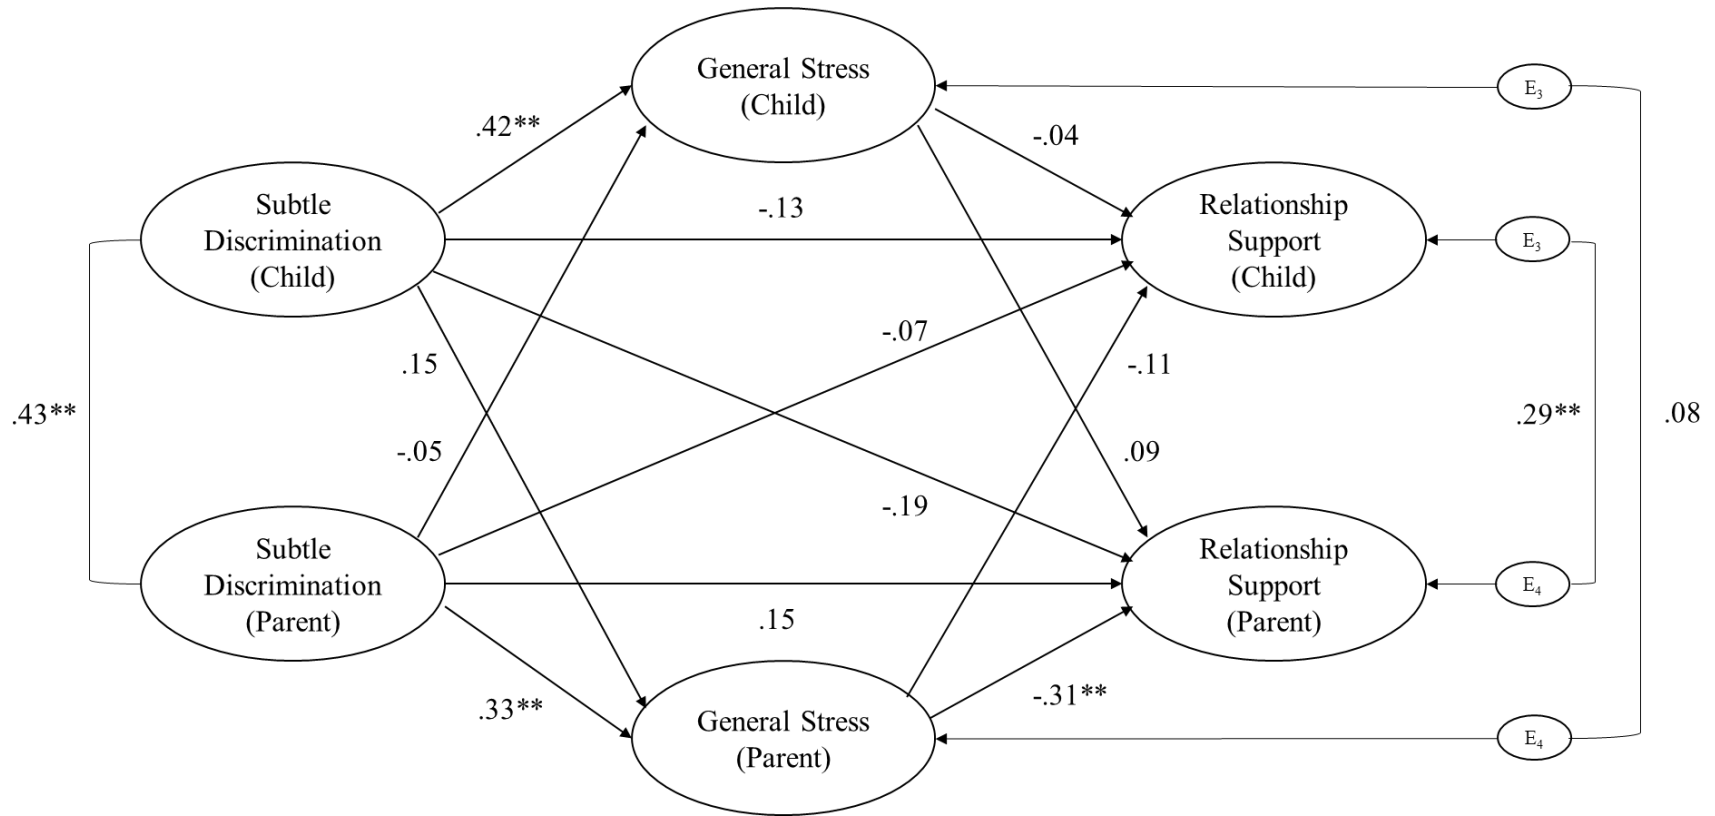 General Stress
(Child)
E3
.42**
-.04
Subtle
Discrimination
(Child)
-.13
Relationship
Support
(Child)
E3
-.07
.15
-.11
.43**
.29**
.08
-.05
.09
-.19
Subtle
Discrimination
(Parent)
Relationship
Support
(Parent)
E4
.15
.33**
-.31**
General Stress
(Parent)
E4